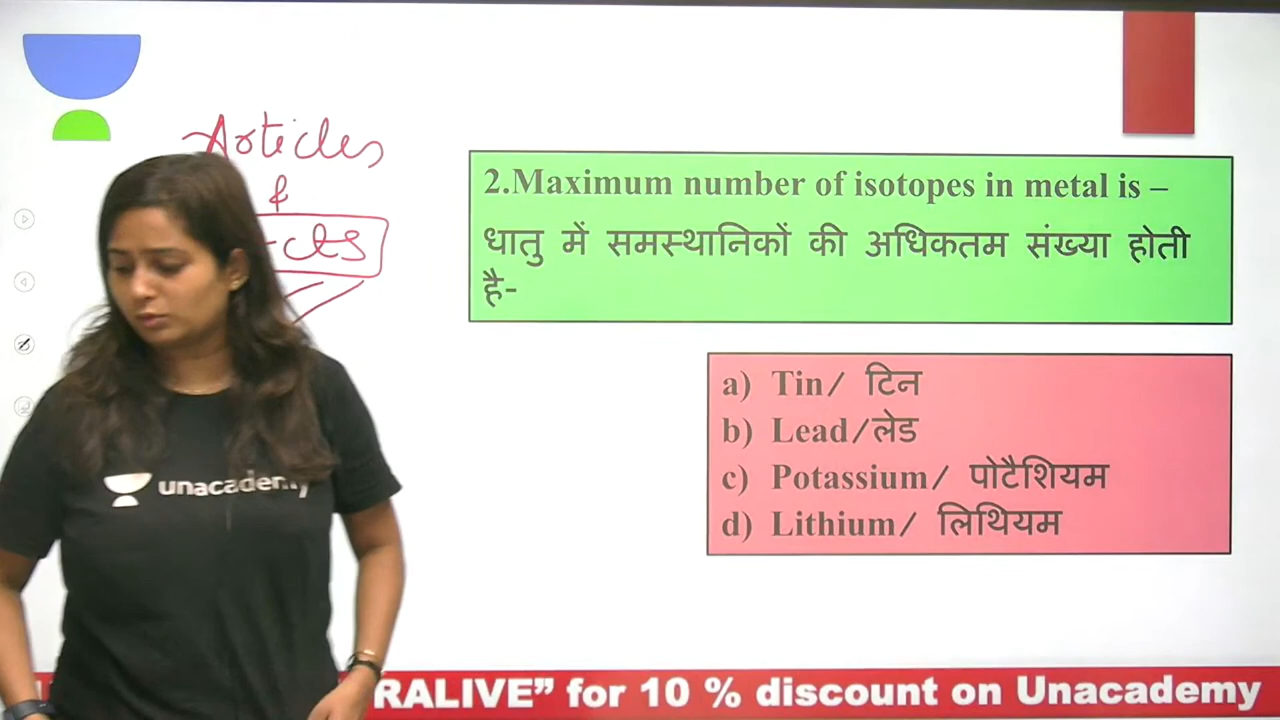 Articles
&
2.Maximum number of isotopes in metal is –
धातु में समस्थानिकों की अधिकतम संख्या होती
है-
a) Tin/ टिन
b) Lead/लेड
c) Potassium/ पोटैशियम
d) Lithium/ लिथियम
unacademy
RALIVE” for 10 % discount on Unacademy